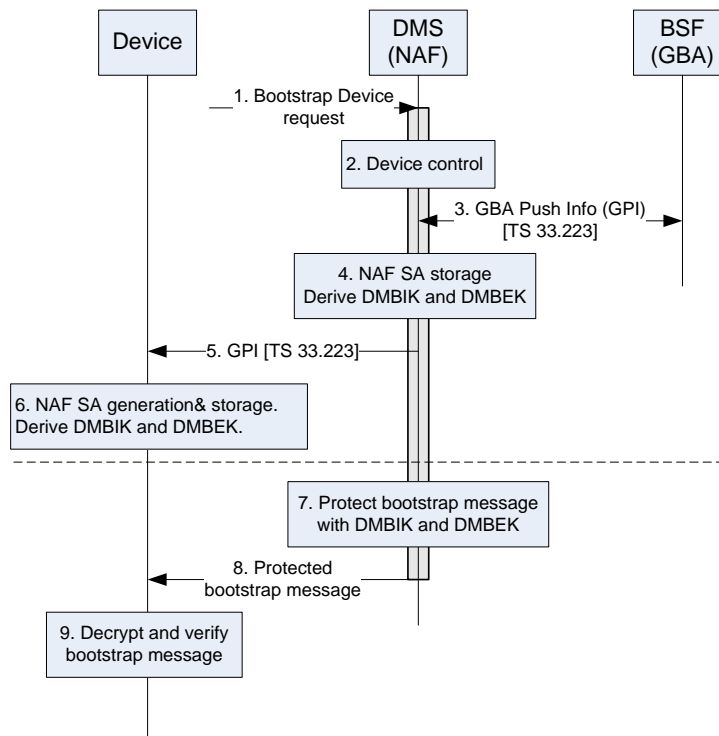 Device
DMS
(NAF)
BSF
(GBA)
1. Bootstrap Device
request
2. Device control
3. GBA Push Info (GPI)
[TS 33.223]
4. NAF SA storage
Derive DMBIK and DMBEK
5. GPI [TS 33.223]
6. NAF SA generation& storage.
Derive DMBIK and DMBEK.
7. Protect bootstrap message
with DMBIK and DMBEK
8. Protected
bootstrap message
9. Decrypt and verify
bootstrap message